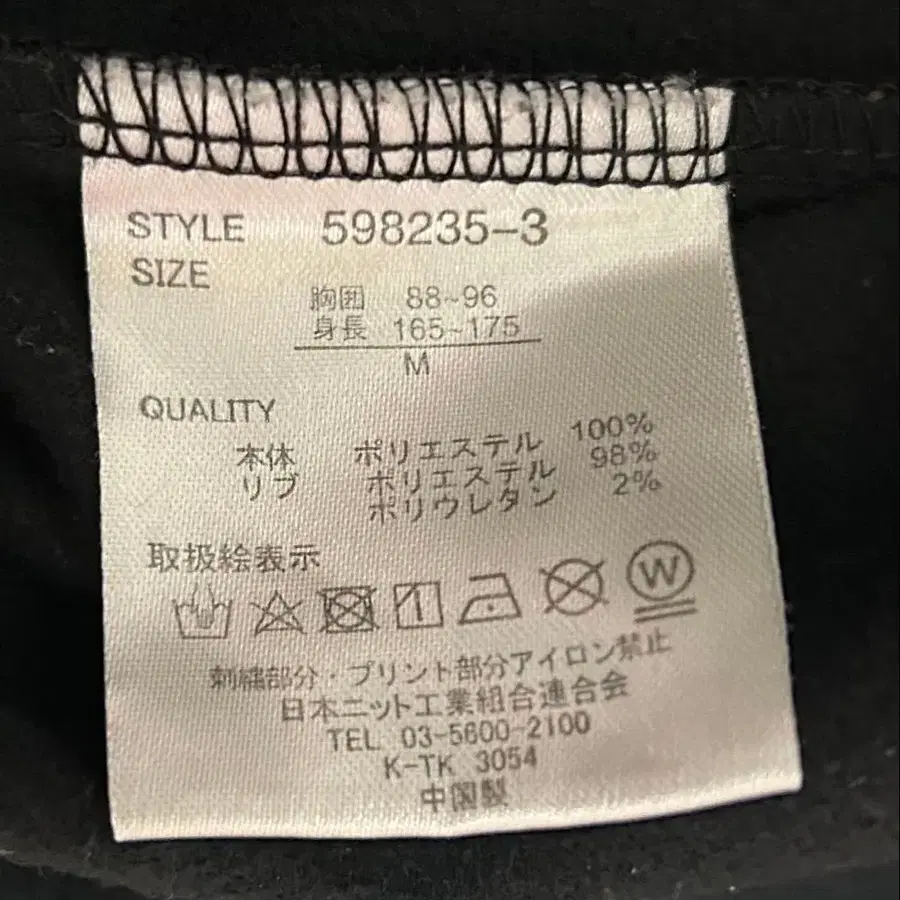 STYLE 598235-3
SIZE
胸囲 88~96
身長 165~175
M
QUALITY
本体 ポリエステル 100%
リブ ポリエステル 98%
ポリウレタン 2%
取扱絵表示
W
刺繍部分・プリント部分アイロン禁止
日本ニット工業組合連合会
TEL 03-5600-2100
K-TK 3054
中国製